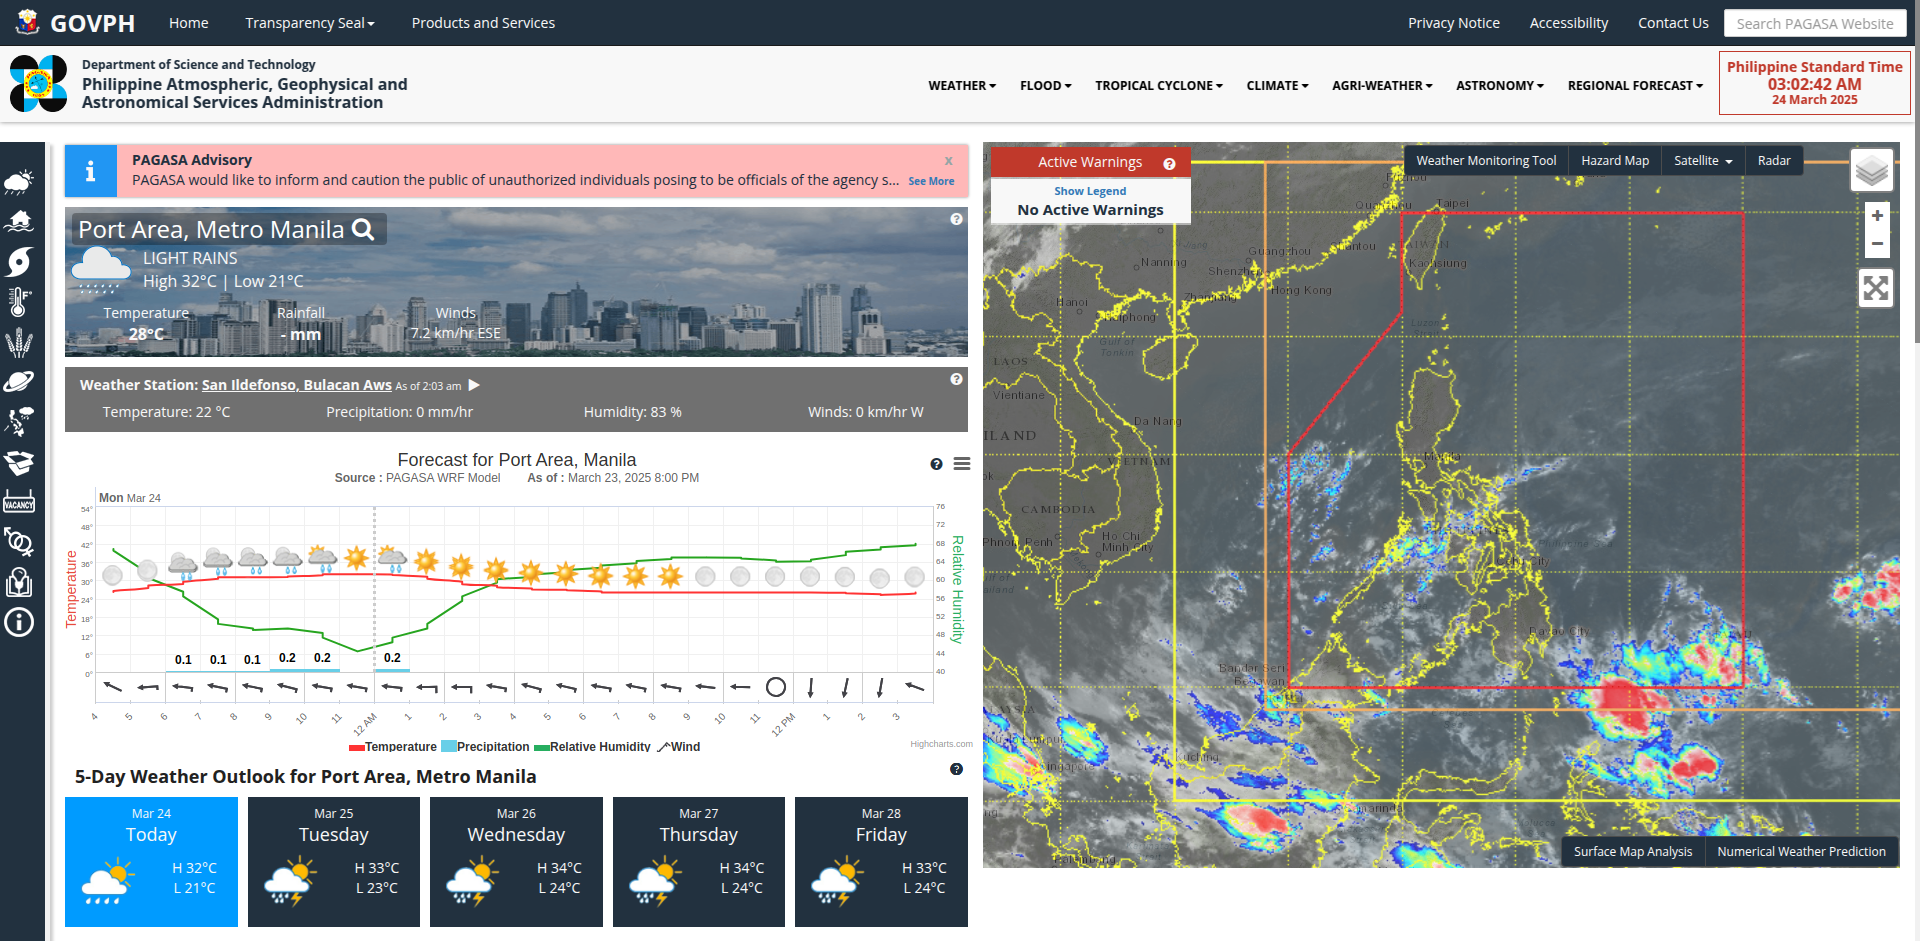 GOVPH
Home
Transparency Seal
Products and Services
Privacy Notice
Accessibility
Contact Us
Search PAGASA Website
Department of Science and Technology
Philippine Atmospheric, Geophysical and
Astronomical Services Administration
WEATHER
FLOOD
TROPICAL CYCLONE
CLIMATE
AGRI-WEATHER
ASTRONOMY
REGIONAL FORECAST
Philippine Standard Time
03:02:42 AM
24 March 2025
PAGASA Advisory
x
PAGASA would like to inform and caution the public of unauthorized individuals posing to be officials of the agency s... See More
Port Area, Metro Manila
LIGHT RAINS
High 32°C | Low 21°C
Temperature
28°C
Rainfall
- mm
Winds
7.2 km/hr ESE
Weather Station: San Ildefonso, Bulacan Aws As of 2:03 am
Temperature: 22 °C
Precipitation: 0 mm/hr
Humidity: 83 %
Winds: 0 km/hr W
Forecast for Port Area, Manila
Source : PAGASA WRF Model As of : March 23, 2025 8:00 PM
Mon Mar 24
54°
48°
42°
36°
30°
24°
18°
12°
6°
0°
Temperature
76
72
68
64
60
56
52
48
44
40
Relative Humidity
0.1 0.1 0.1 0.2 0.2 0.2
4 5 6 7 8 9 10 11 12 AM 1 2 3 4 5 6 7 8 9 10 11 12 PM 1 2 3
Temperature Precipitation Relative Humidity Wind
Highcharts.com
5-Day Weather Outlook for Port Area, Metro Manila
Mar 24
Today
H 32°C
L 21°C
Mar 25
Tuesday
H 33°C
L 23°C
Mar 26
Wednesday
H 34°C
L 24°C
Mar 27
Thursday
H 34°C
L 24°C
Mar 28
Friday
H 33°C
L 24°C
VACANCY
Active Warnings
Show Legend
No Active Warnings
Weather Monitoring Tool
Hazard Map
Satellite
Radar
+
−
Taipei
Guangzhou
Nanning
Shenzhen
Kaohsiung
Hong Kong
Hanoi
Gulf of
Tonkin
LAOS
Vientiane
Da Nang
VIETNAM
CAMBODIA
Ho Chi
Minh City
Bandar Seri
Begawan
Kuching
Surface Map Analysis
Numerical Weather Prediction